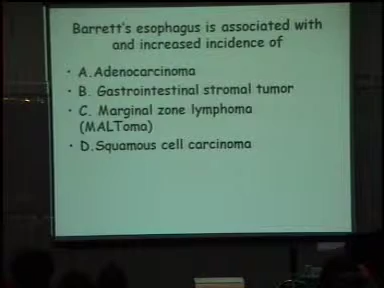 Barrett's esophagus is associated with
and increased incidence of
• A.Adenocarcinoma
• B. Gastrointestinal stromal tumor
• C. Marginal zone lymphoma
(MALToma)
• D.Squamous cell carcinoma